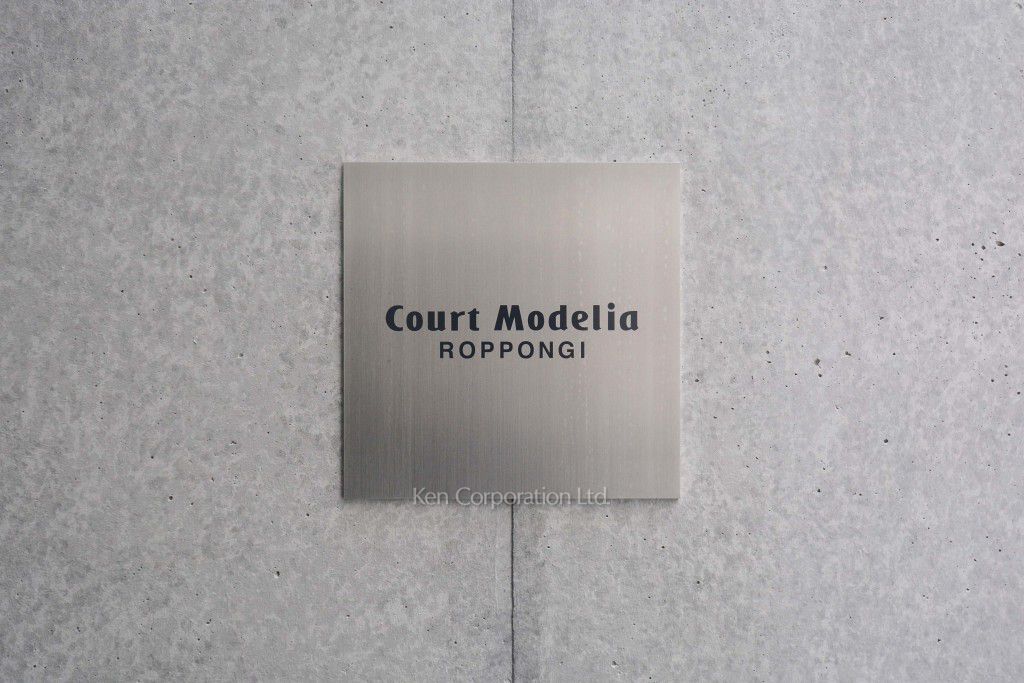 Court Modelia
ROPPONGI
Ken Corporation Ltd.